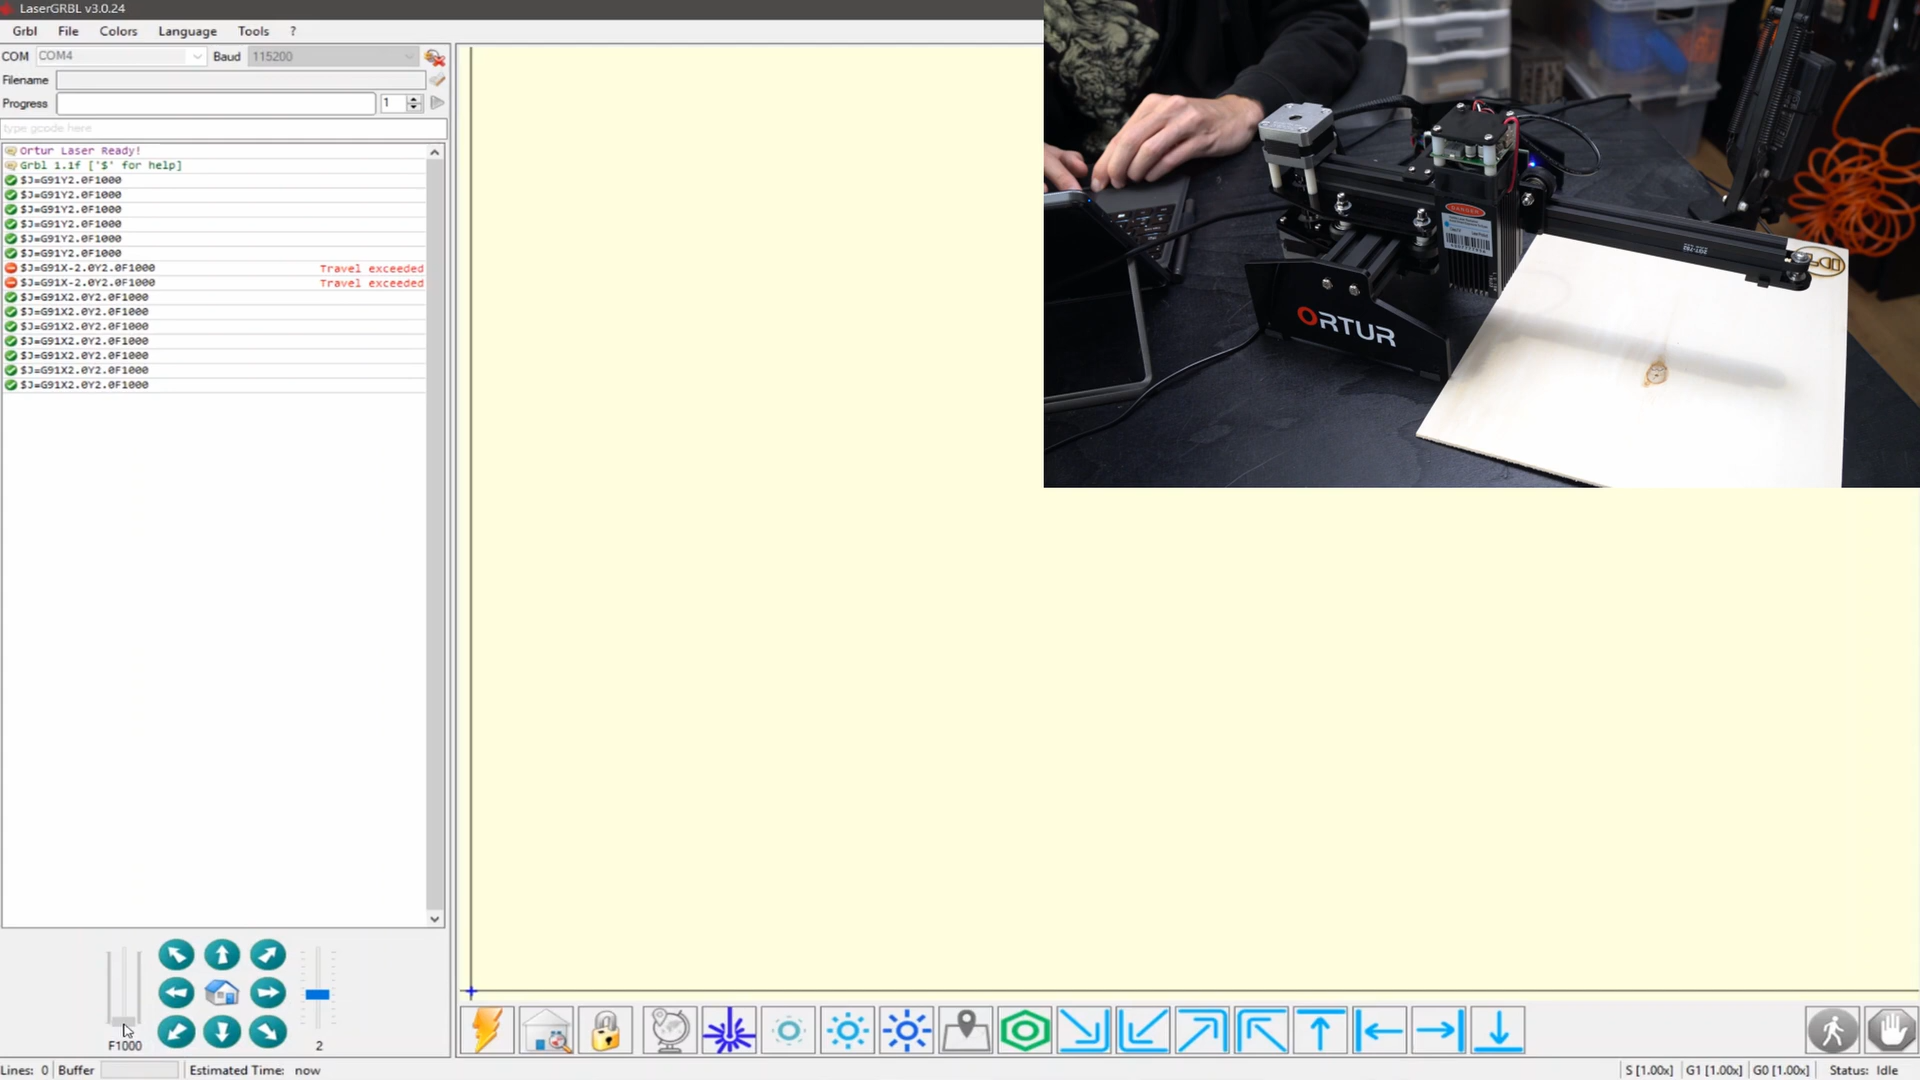 LaserGRBL v3.0.24
Grbl File Colors Language Tools ?
COM COM4 Baud 115200
Filename
Progress 1
type gcode here
Ortur Laser Ready!
Grbl 1.1f ['$' for help]
$J=G91Y2.0F1000
$J=G91Y2.0F1000
$J=G91Y2.0F1000
$J=G91Y2.0F1000
$J=G91Y2.0F1000
$J=G91Y2.0F1000
$J=G91X-2.0Y2.0F1000 Travel exceeded
$J=G91X-2.0Y2.0F1000 Travel exceeded
$J=G91X2.0Y2.0F1000
$J=G91X2.0Y2.0F1000
$J=G91X2.0Y2.0F1000
$J=G91X2.0Y2.0F1000
$J=G91X2.0Y2.0F1000
$J=G91X2.0Y2.0F1000
$J=G91X2.0Y2.0F1000
DANGER
ORTUR
F1000
2
Lines: 0 Buffer Estimated Time: now
S [1.00x] G1 [1.00x] G0 [1.00x] Status: Idle